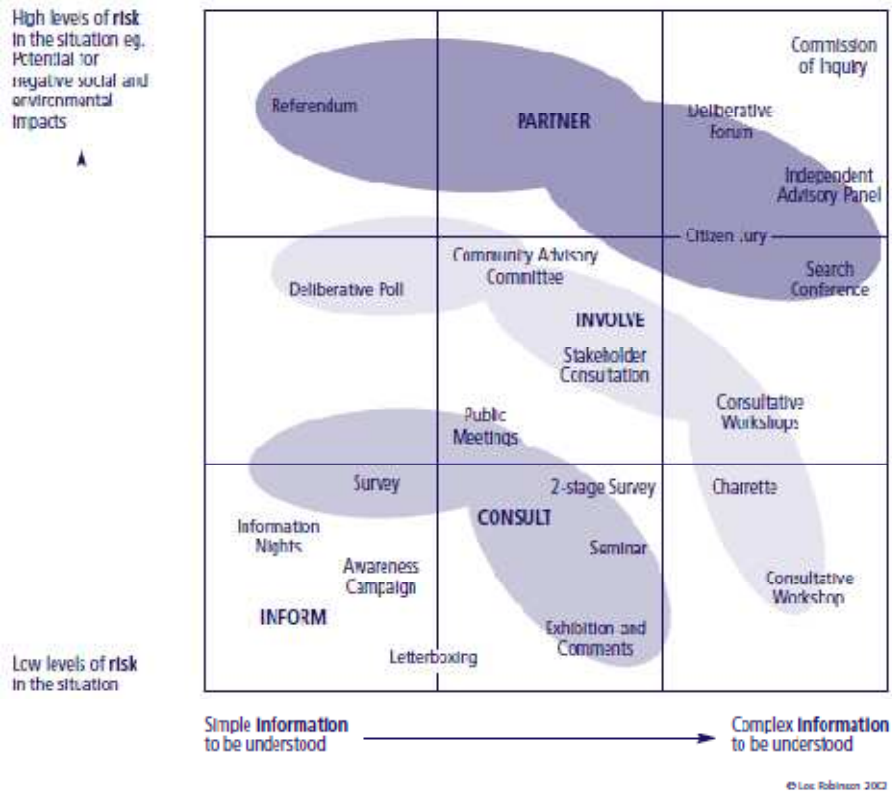 High levels of risk
in the situation eg.
Potential for
negative social and
environmental
impacts
Commission
of Inquiry
Referendum
PARTNER
Deliberative
Forum
Independent
Advisory Panel
Citizen Jury
Search
Conference
Community Advisory
Committee
Deliberative Poll
INVOLVE
Stakeholder
Consultation
Consultative
Workshops
Public
Meetings
Survey
2-stage Survey
Charrette
CONSULT
Information
Nights
Seminar
Awareness
Campaign
Consultative
Workshop
INFORM
Exhibition and
Comments
Letterboxing
Low levels of risk
in the situation
Simple information
to be understood
Complex information
to be understood
© Les Robinson 2002